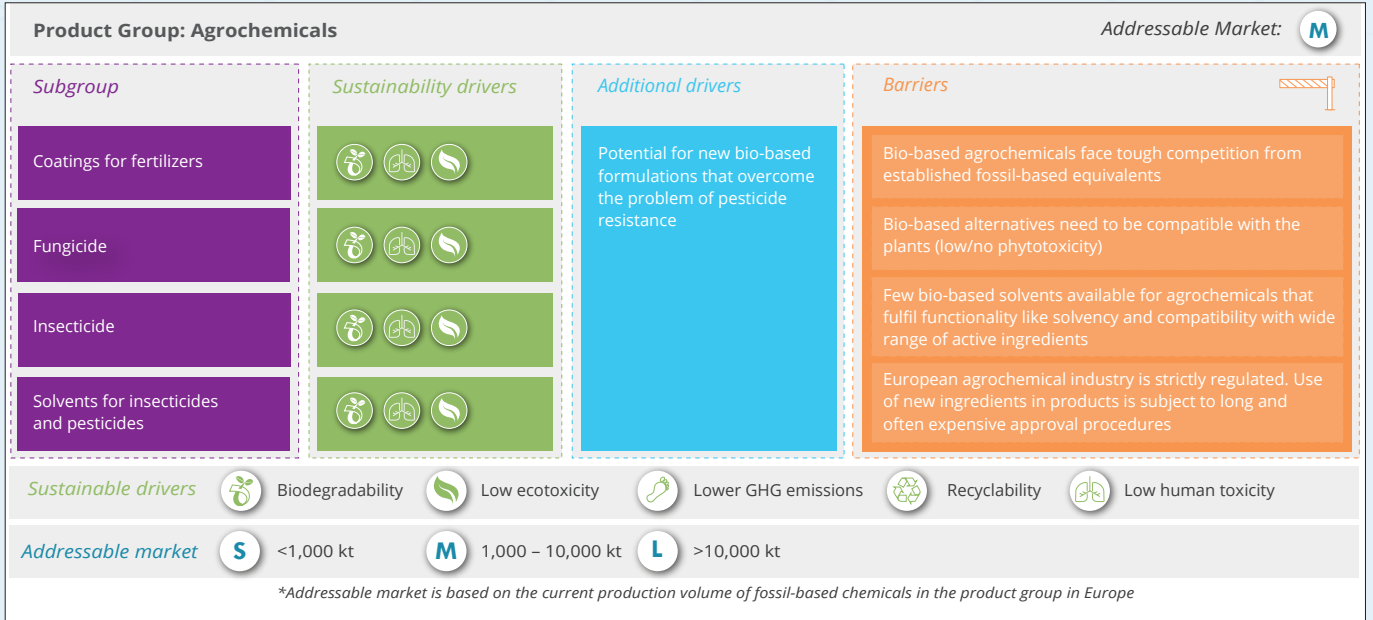 Product Group: Agrochemicals
Addressable Market:
M
Subgroup
Sustainability drivers
Additional drivers
Barriers
Coatings for fertilizers
Fungicide
Insecticide
Solvents for insecticides
and pesticides
Potential for new bio-based
formulations that overcome
the problem of pesticide
resistance
Bio-based agrochemicals face tough competition from
established fossil-based equivalents
Bio-based alternatives need to be compatible with the
plants (low/no phytotoxicity)
Few bio-based solvents available for agrochemicals that
fulfil functionality like solvency and compatibility with wide
range of active ingredients
European agrochemical industry is strictly regulated. Use
of new ingredients in products is subject to long and
often expensive approval procedures
Sustainable drivers
Biodegradability
Low ecotoxicity
Lower GHG emissions
Recyclability
Low human toxicity
Addressable market
S
<1,000 kt
M
1,000 – 10,000 kt
L
>10,000 kt
*Addressable market is based on the current production volume of fossil-based chemicals in the product group in Europe